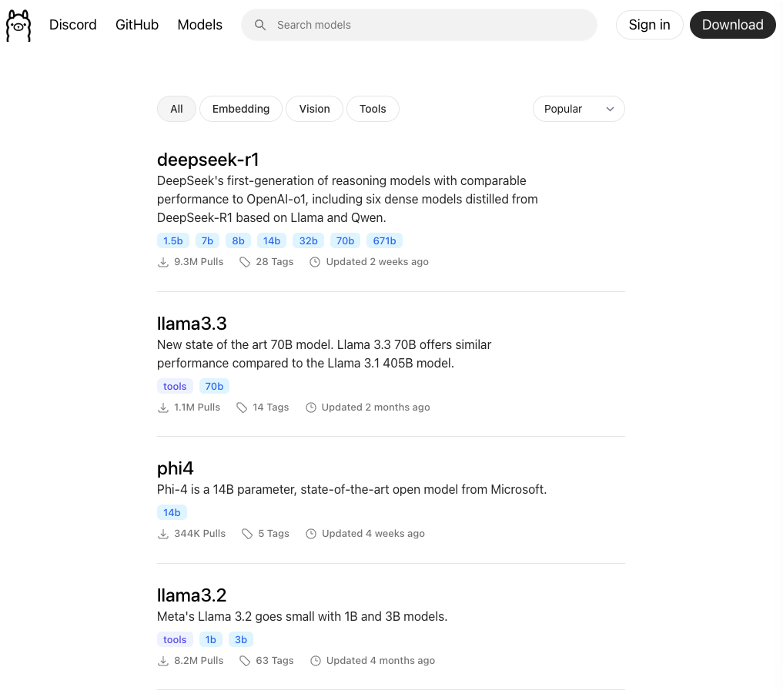 Discord GitHub Models Search models Sign in Download
All Embedding Vision Tools Popular
deepseek-r1
DeepSeek's first-generation of reasoning models with comparable
performance to OpenAI-o1, including six dense models distilled from
DeepSeek-R1 based on Llama and Qwen.
1.5b 7b 8b 14b 32b 70b 671b
9.3M Pulls 28 Tags Updated 2 weeks ago
llama3.3
New state of the art 70B model. Llama 3.3 70B offers similar
performance compared to the Llama 3.1 405B model.
tools 70b
1.1M Pulls 14 Tags Updated 2 months ago
phi4
Phi-4 is a 14B parameter, state-of-the-art open model from Microsoft.
14b
344K Pulls 5 Tags Updated 4 weeks ago
llama3.2
Meta's Llama 3.2 goes small with 1B and 3B models.
tools 1b 3b
8.2M Pulls 63 Tags Updated 4 months ago